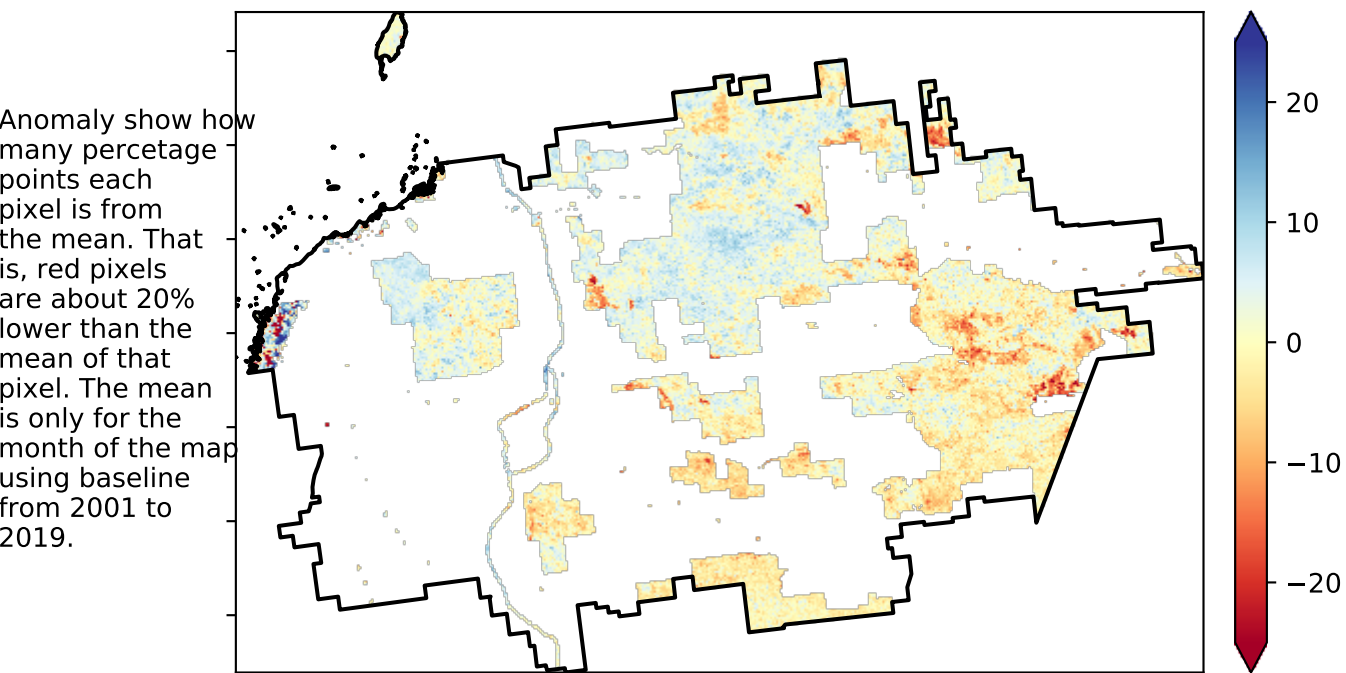 Anomaly show how
many percetage
points each
pixel is from
the mean. That
is, red pixels
are about 20%
lower than the
mean of that
pixel. The mean
is only for the
month of the map
using baseline
from 2001 to
2019.
20
10
0
−10
−20